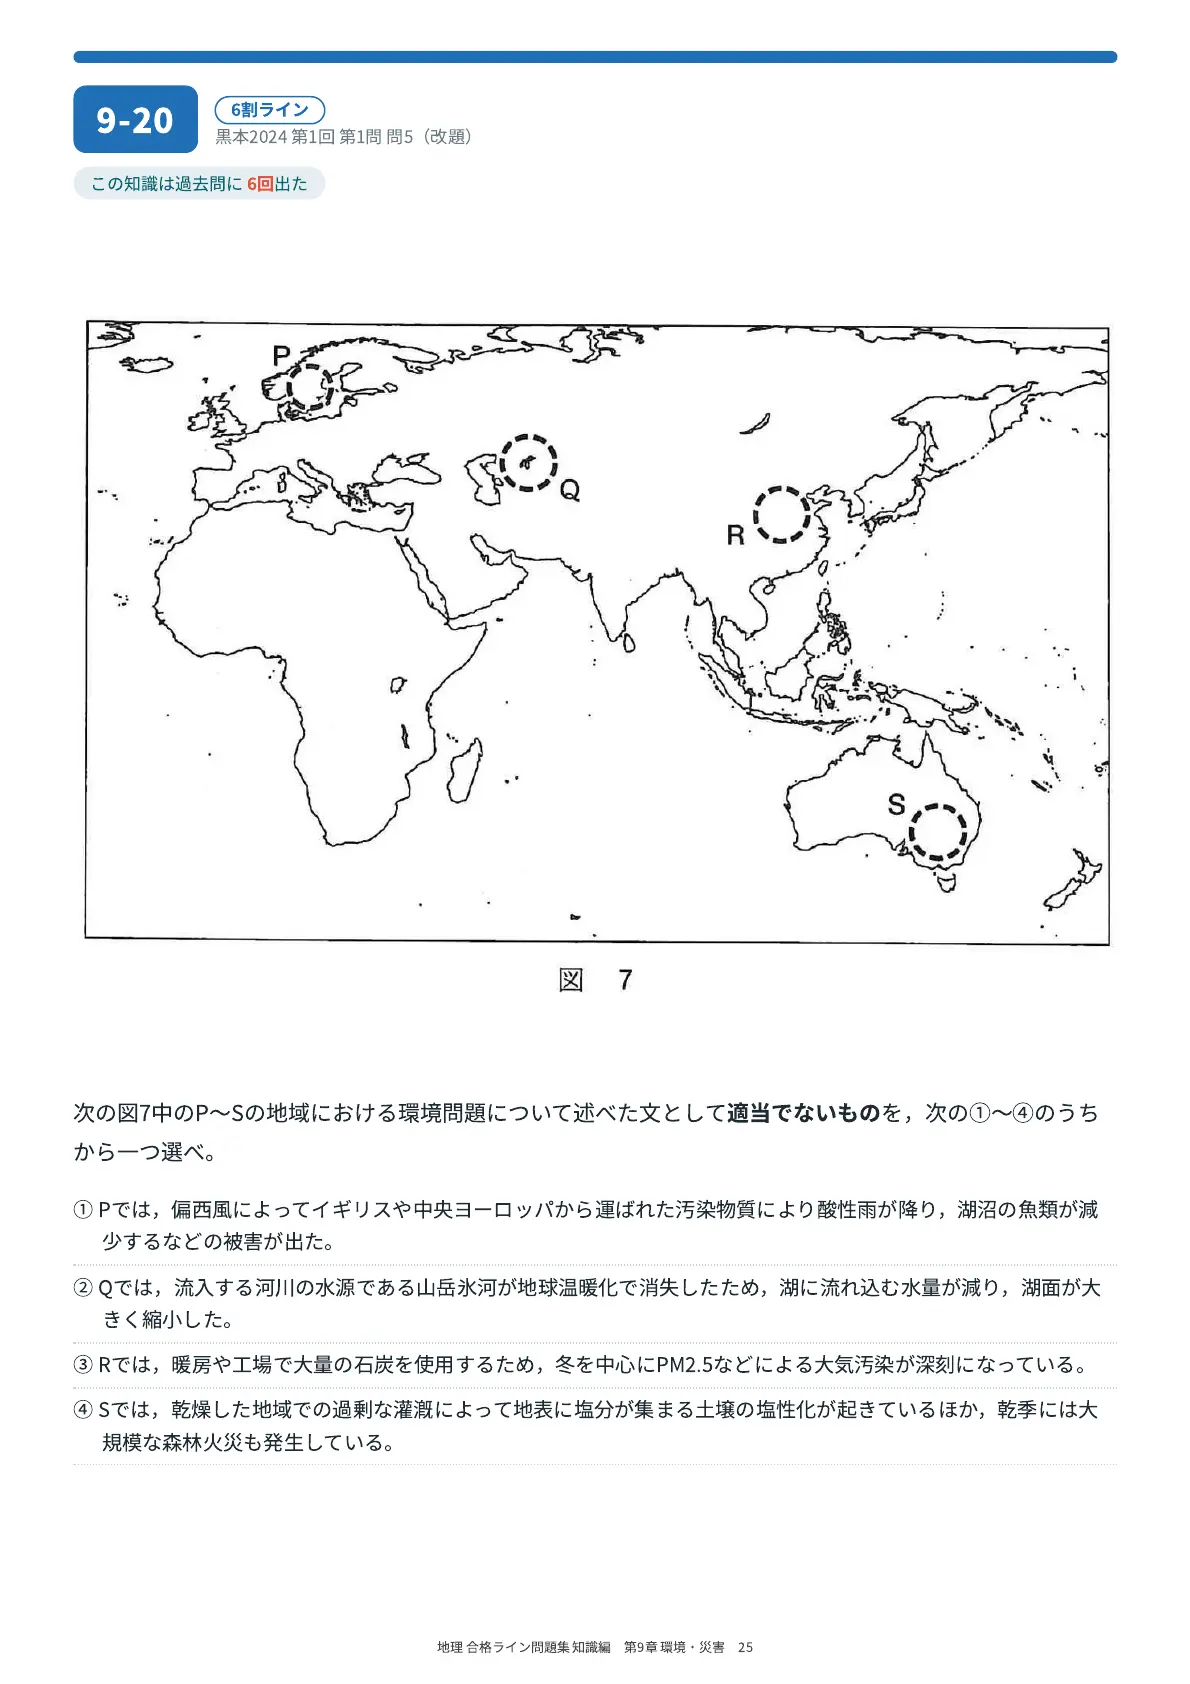 9-20
6割ライン
黒本2024 第1回 第1問 問5（改題）
この知識は過去問に 6回出た
P
Q
R
S
図 7
次の図7中のP～Sの地域における環境問題について述べた文として適当でないものを，次の①～④のうち
から一つ選べ。
① Pでは，偏西風によってイギリスや中央ヨーロッパから運ばれた汚染物質により酸性雨が降り，湖沼の魚類が減
少するなどの被害が出た。
② Qでは，流入する河川の水源である山岳氷河が地球温暖化で消失したため，湖に流れ込む水量が減り，湖面が大
きく縮小した。
③ Rでは，暖房や工場で大量の石炭を使用するため，冬を中心にPM2.5などによる大気汚染が深刻になっている。
④ Sでは，乾燥した地域での過剰な灌漑によって地表に塩分が集まる土壌の塩性化が起きているほか，乾季には大
規模な森林火災も発生している。
地理 合格ライン問題集 知識編　第9章 環境・災害　25